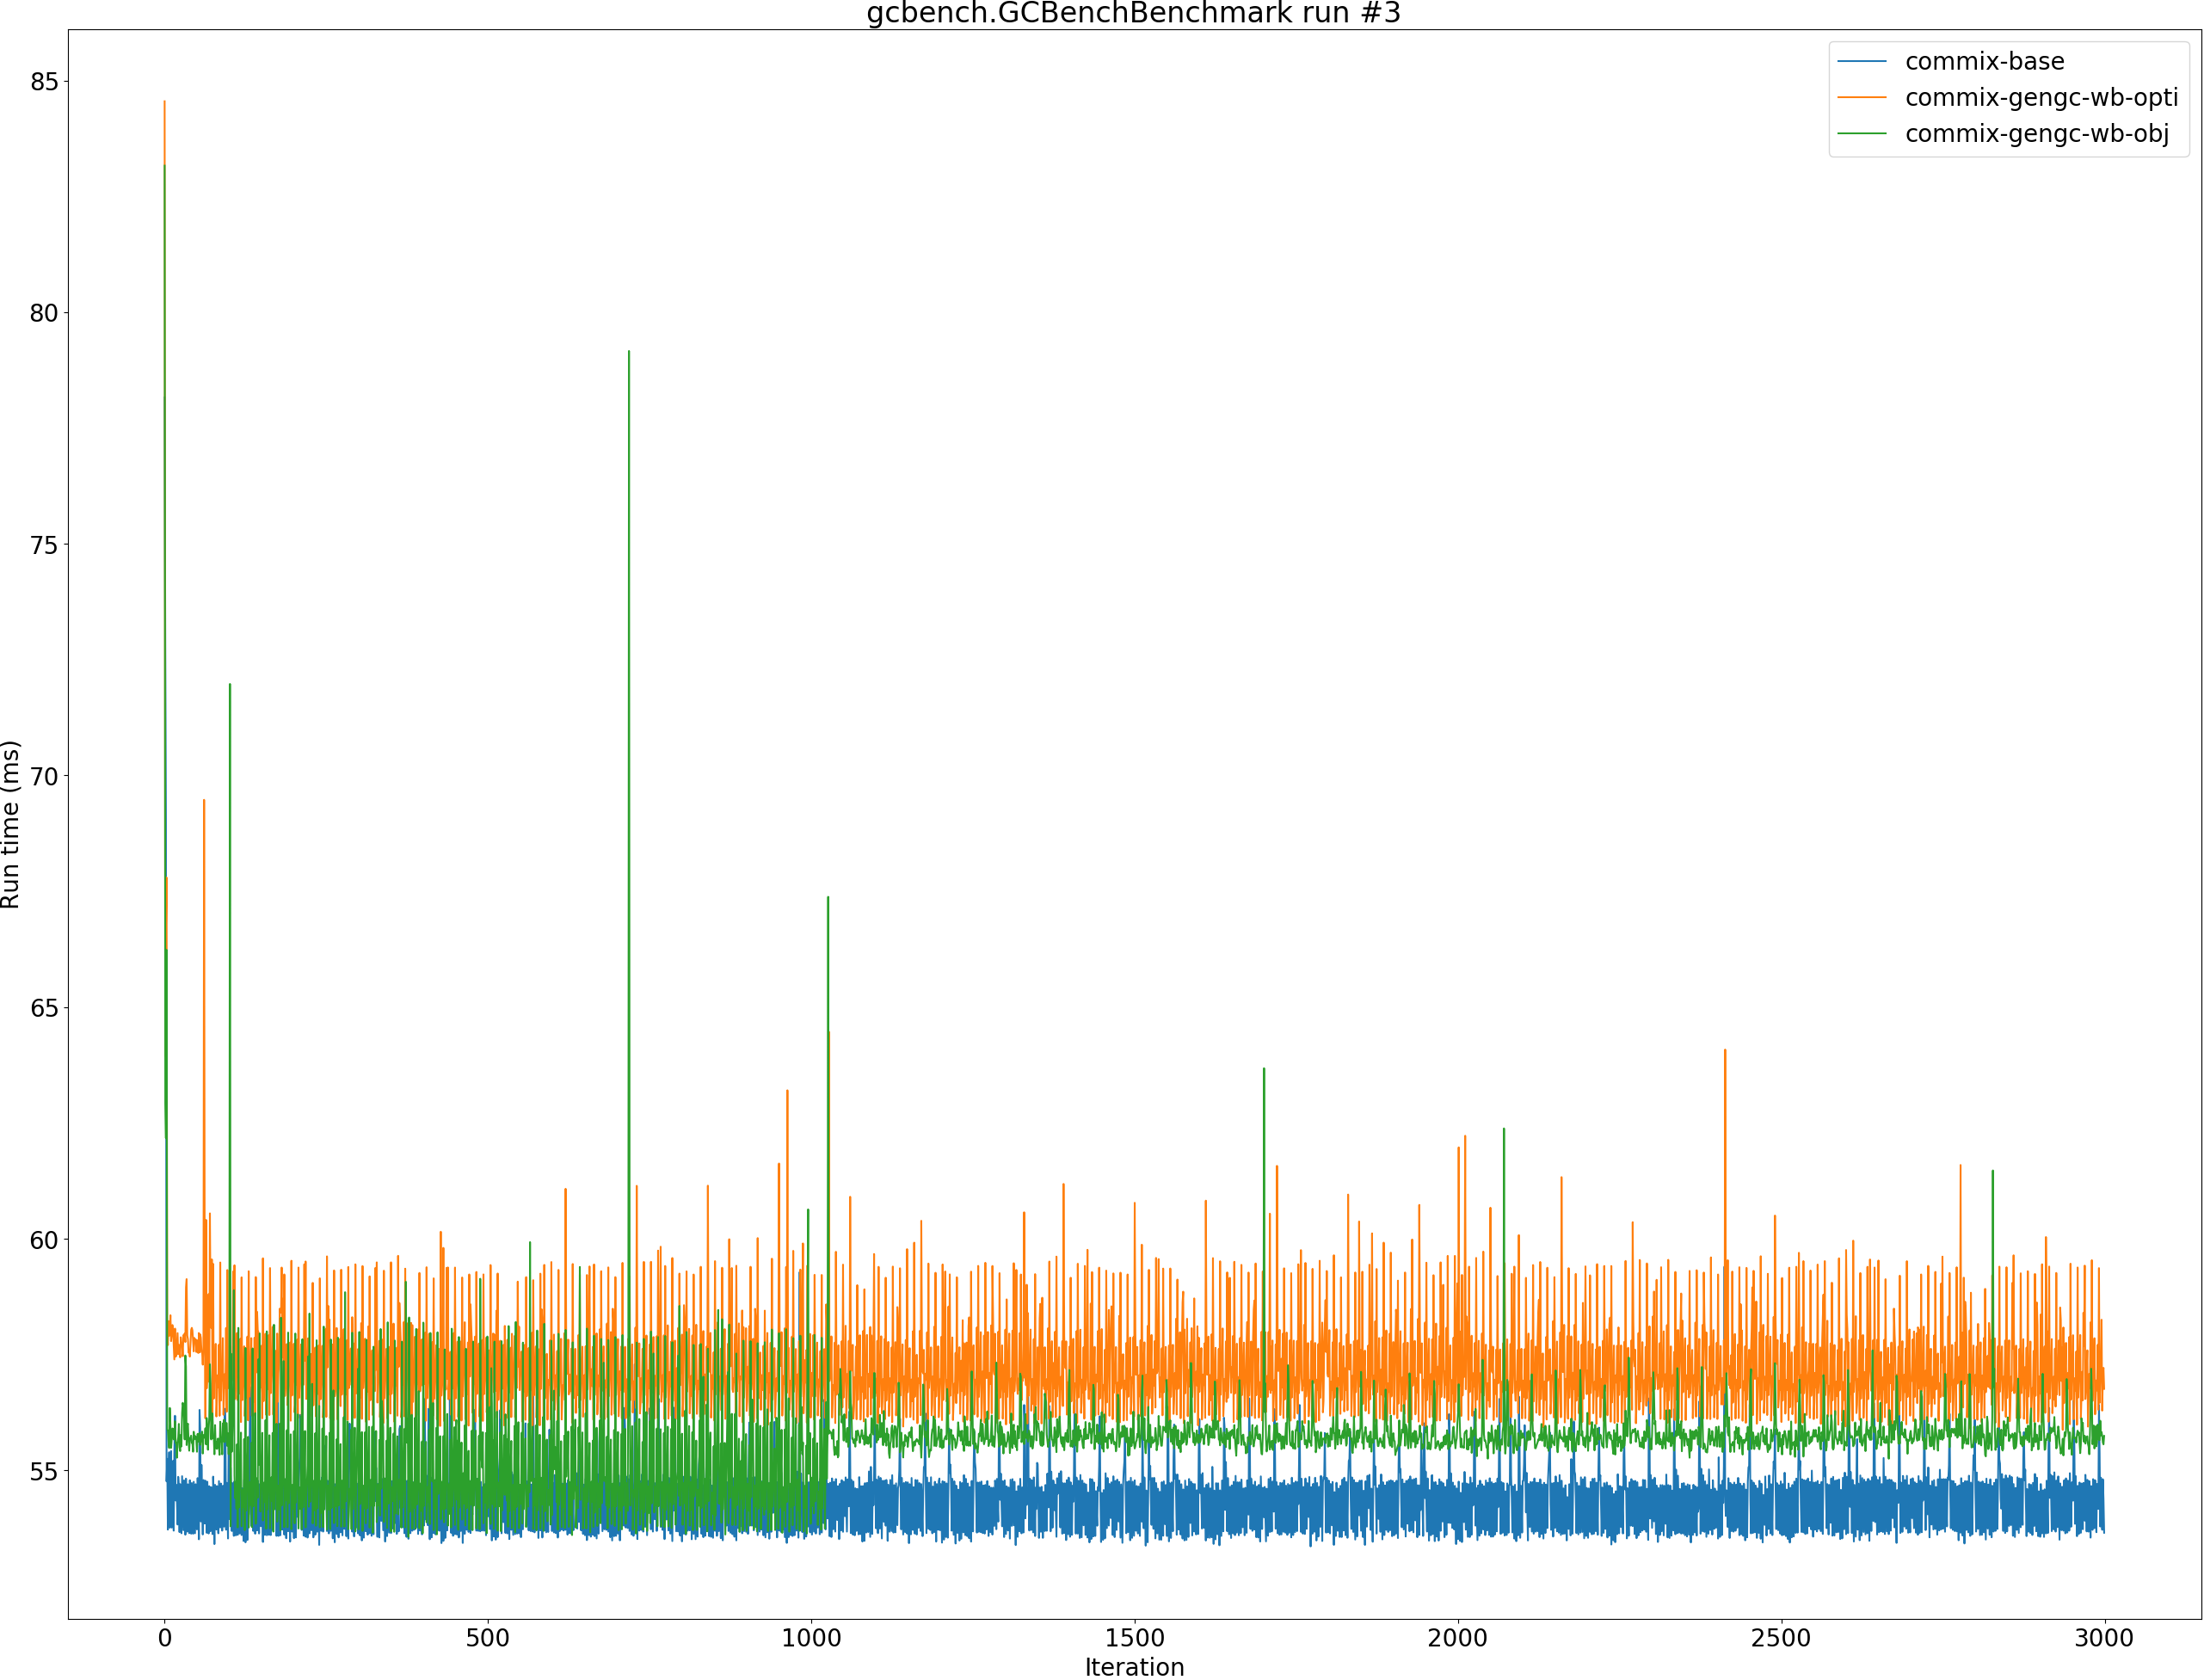 gcbench.GCBenchBenchmark run #3
commix-base
commix-gengc-wb-opti
commix-gengc-wb-obj
85
80
75
70
65
60
55
Run time (ms)
0 500 1000 1500 2000 2500 3000
Iteration